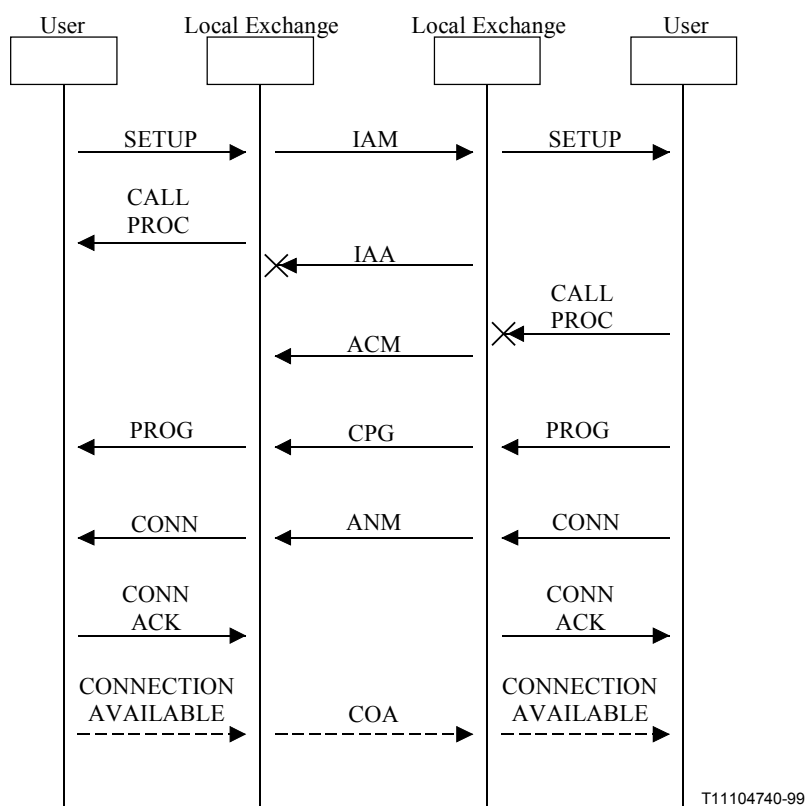 User Local Exchange Local Exchange User
SETUP IAM SETUP
CALL
PROC
IAA
CALL
PROC
ACM
PROG CPG PROG
CONN ANM CONN
CONN CONN
ACK ACK
CONNECTION CONNECTION
AVAILABLE COA AVAILABLE
T11104740-99